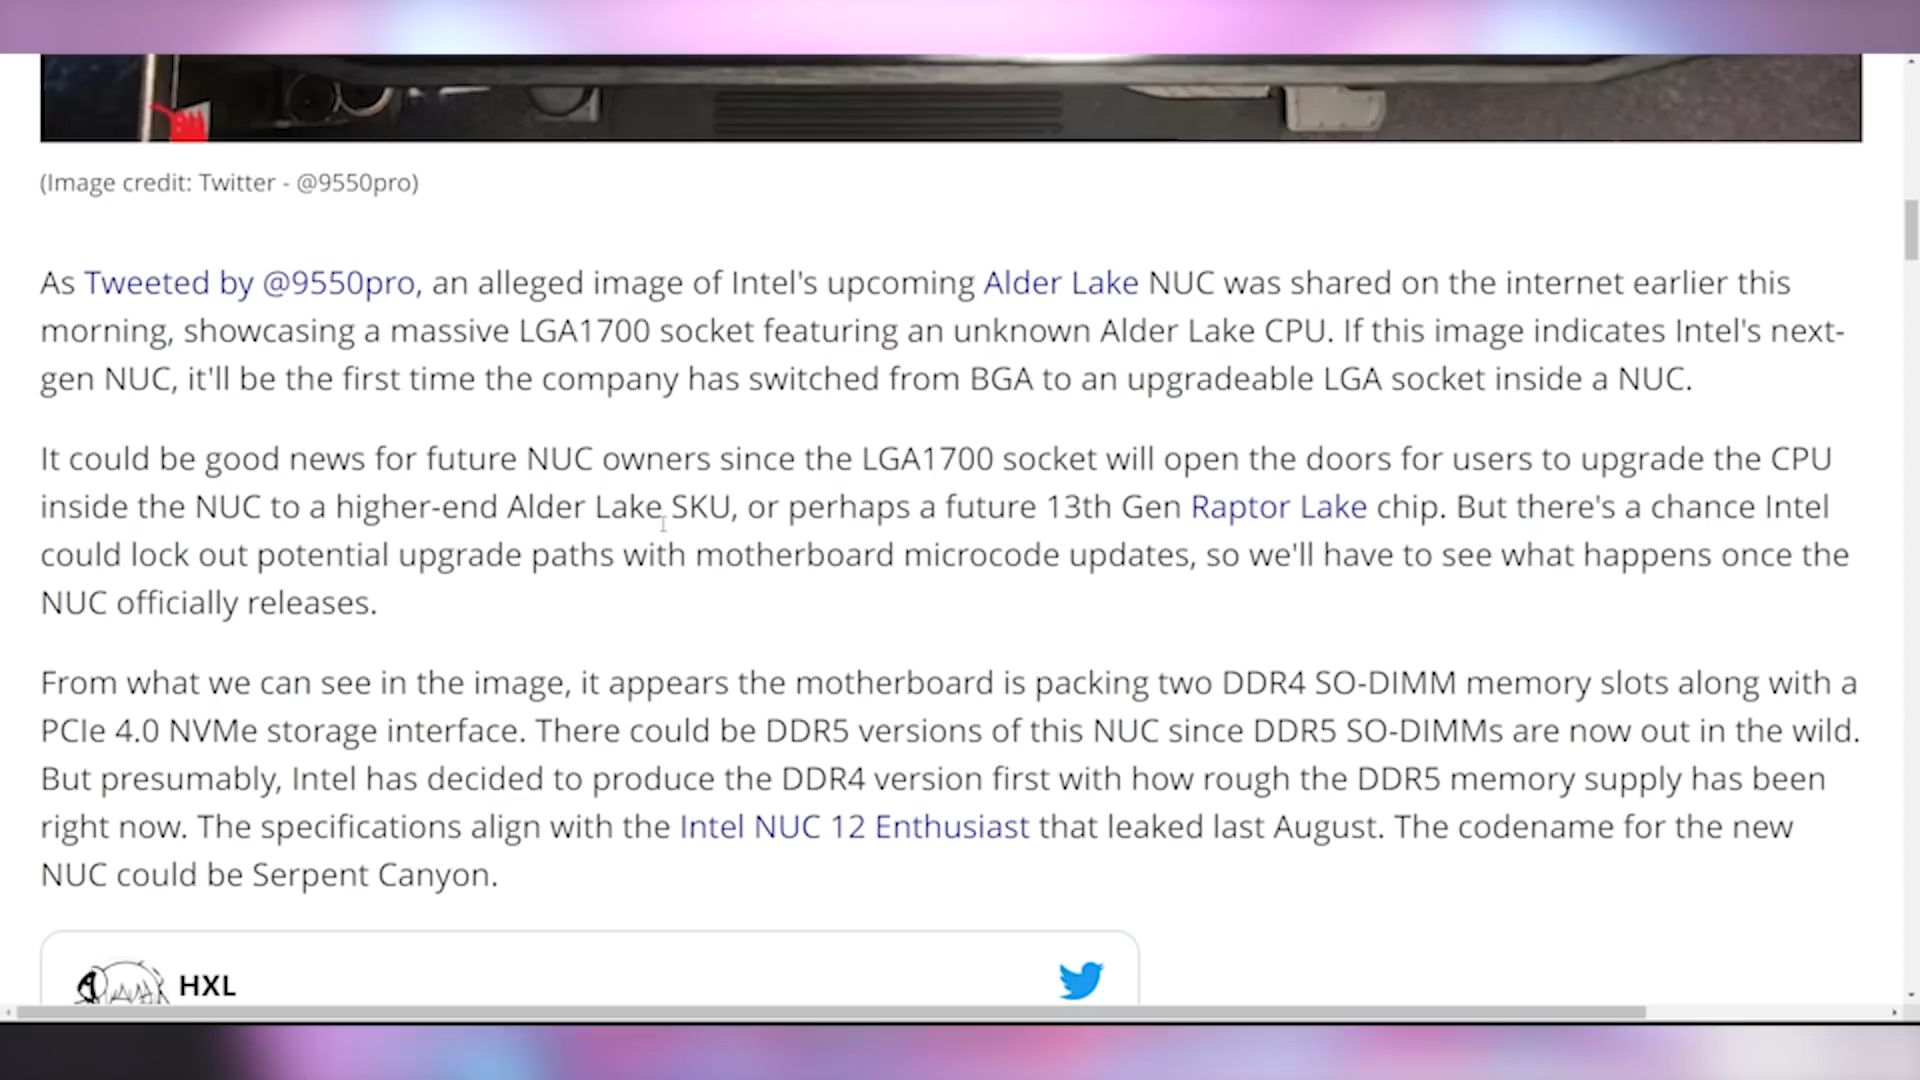 (Image credit: Twitter - @9550pro)
As Tweeted by @9550pro, an alleged image of Intel's upcoming Alder Lake NUC was shared on the internet earlier this
morning, showcasing a massive LGA1700 socket featuring an unknown Alder Lake CPU. If this image indicates Intel's next-
gen NUC, it'll be the first time the company has switched from BGA to an upgradeable LGA socket inside a NUC.
It could be good news for future NUC owners since the LGA1700 socket will open the doors for users to upgrade the CPU
inside the NUC to a higher-end Alder Lake SKU, or perhaps a future 13th Gen Raptor Lake chip. But there's a chance Intel
could lock out potential upgrade paths with motherboard microcode updates, so we'll have to see what happens once the
NUC officially releases.
From what we can see in the image, it appears the motherboard is packing two DDR4 SO-DIMM memory slots along with a
PCIe 4.0 NVMe storage interface. There could be DDR5 versions of this NUC since DDR5 SO-DIMMs are now out in the wild.
But presumably, Intel has decided to produce the DDR4 version first with how rough the DDR5 memory supply has been
right now. The specifications align with the Intel NUC 12 Enthusiast that leaked last August. The codename for the new
NUC could be Serpent Canyon.
HXL